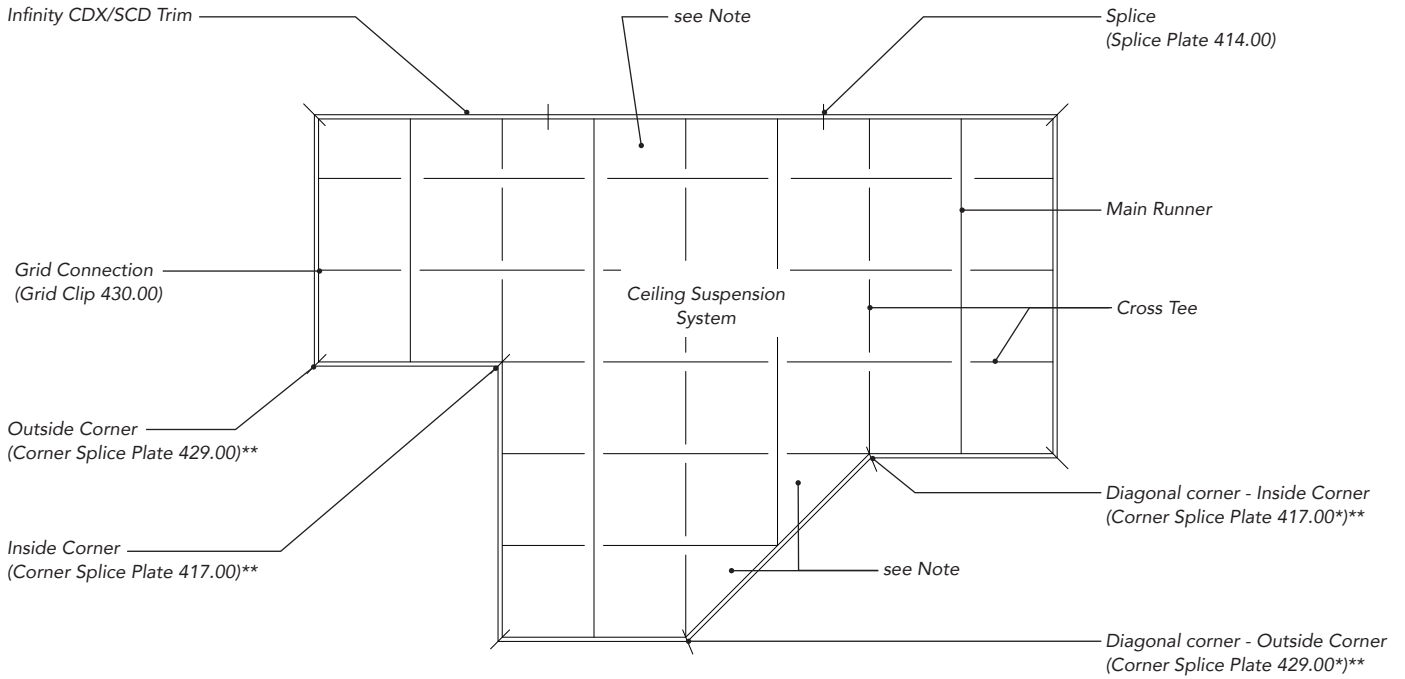 Infinity CDX/SCD Trim
see Note
Splice
(Splice Plate 414.00)
Main Runner
Grid Connection
(Grid Clip 430.00)
Ceiling Suspension
System
Cross Tee
Outside Corner
(Corner Splice Plate 429.00)**
Diagonal corner - Inside Corner
(Corner Splice Plate 417.00*)**
Inside Corner
(Corner Splice Plate 417.00)**
see Note
Diagonal corner - Outside Corner
(Corner Splice Plate 429.00*)**